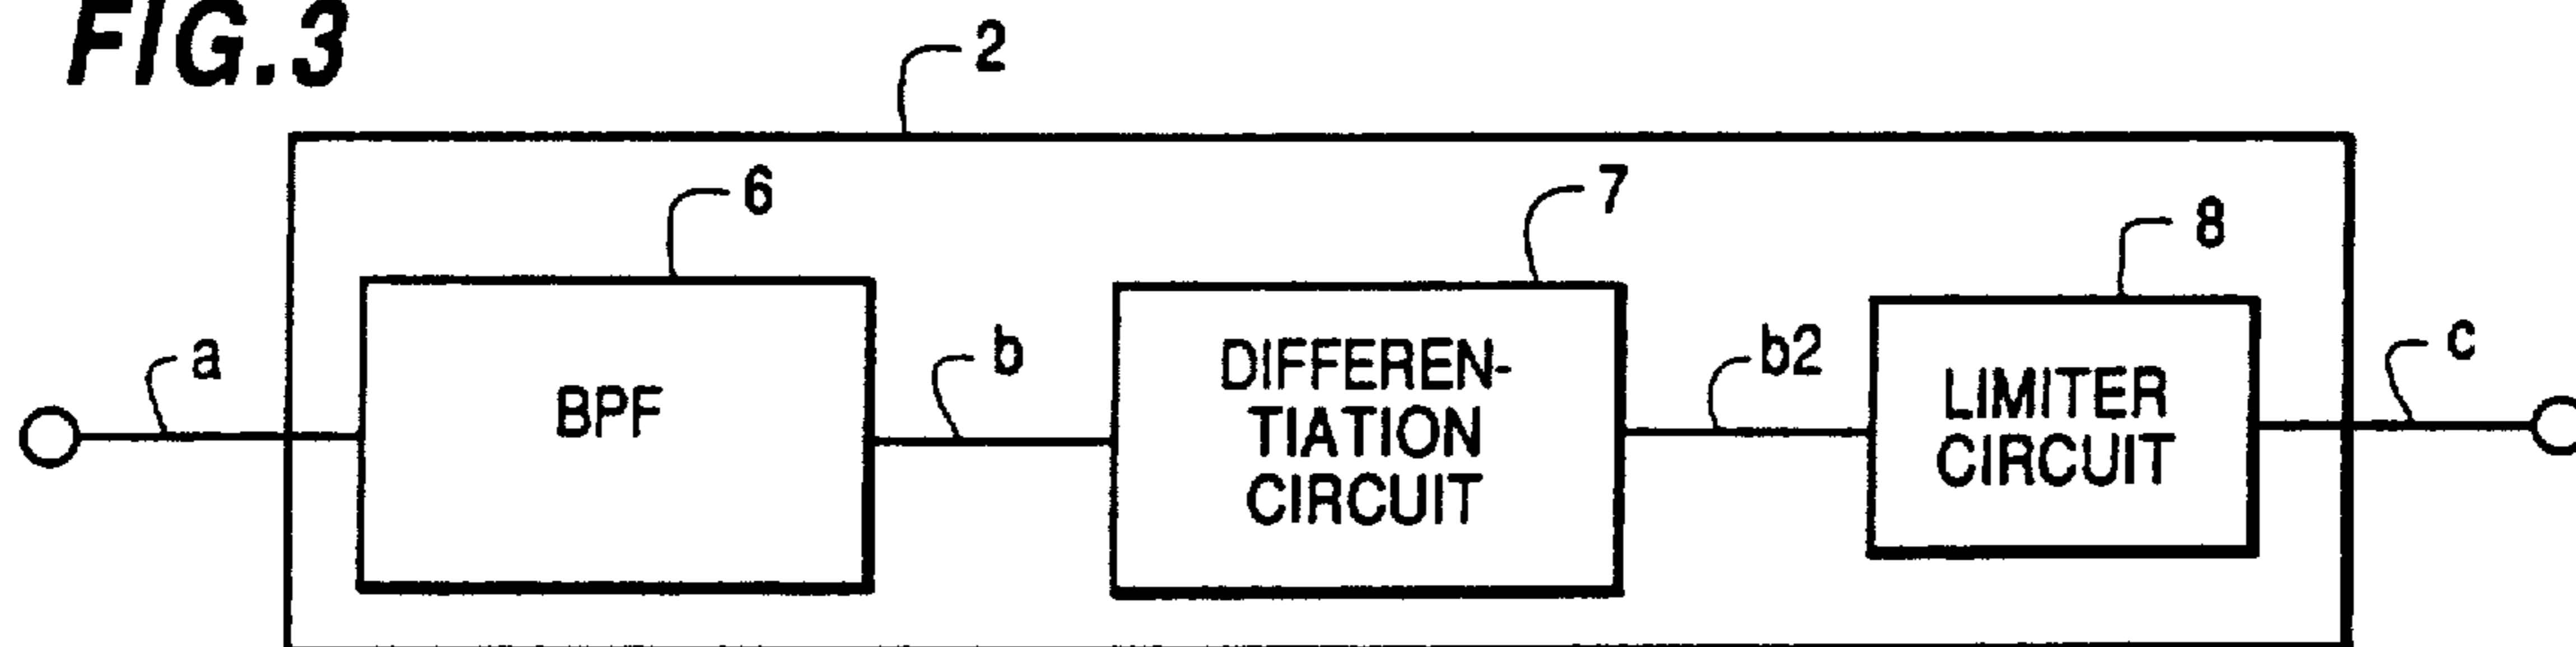 FIG.3
2
6
7
8
a
BPF
b
DIFFEREN-
TIATION
CIRCUIT
b2
LIMITER
CIRCUIT
c